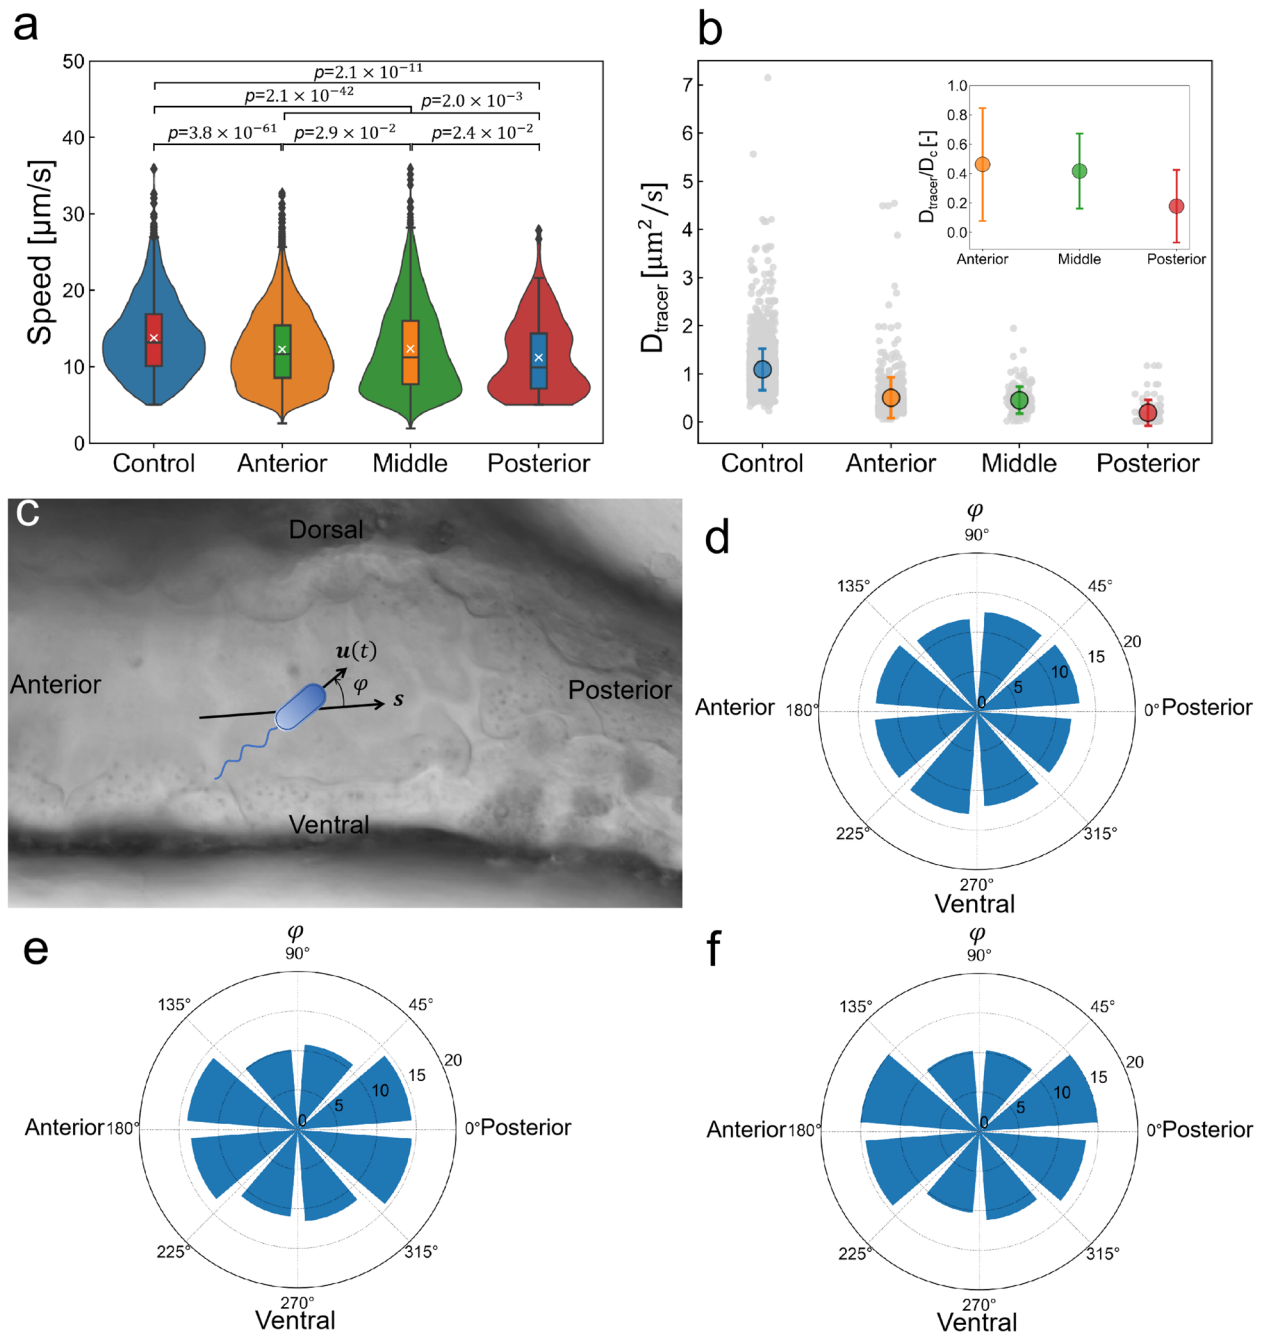 a
50
40
30
20
10
0
Speed [μm/s]
p=2.1 × 10⁻¹¹
p=2.1 × 10⁻⁴²
p=2.0 × 10⁻³
p=3.8 × 10⁻⁶¹
p=2.9 × 10⁻²
p=2.4 × 10⁻²
Control Anterior Middle Posterior
b
7
6
5
4
3
2
1
0
D_tracer [μm²/s]
1.0
0.8
0.6
0.4
0.2
0.0
D_tracer/D_c [-]
Anterior Middle Posterior
Control Anterior Middle Posterior
c
Dorsal
u(t)
φ
s
Anterior
Posterior
Ventral
d
φ
90°
135° 45°
20
15
10
5
0
Anterior 180° 0° Posterior
225° 315°
270°
Ventral
e
φ
90°
135° 45°
20
15
10
5
0
Anterior 180° 0° Posterior
225° 315°
270°
Ventral
f
φ
90°
135° 45°
20
15
10
5
0
Anterior 180° 0° Posterior
225° 315°
270°
Ventral